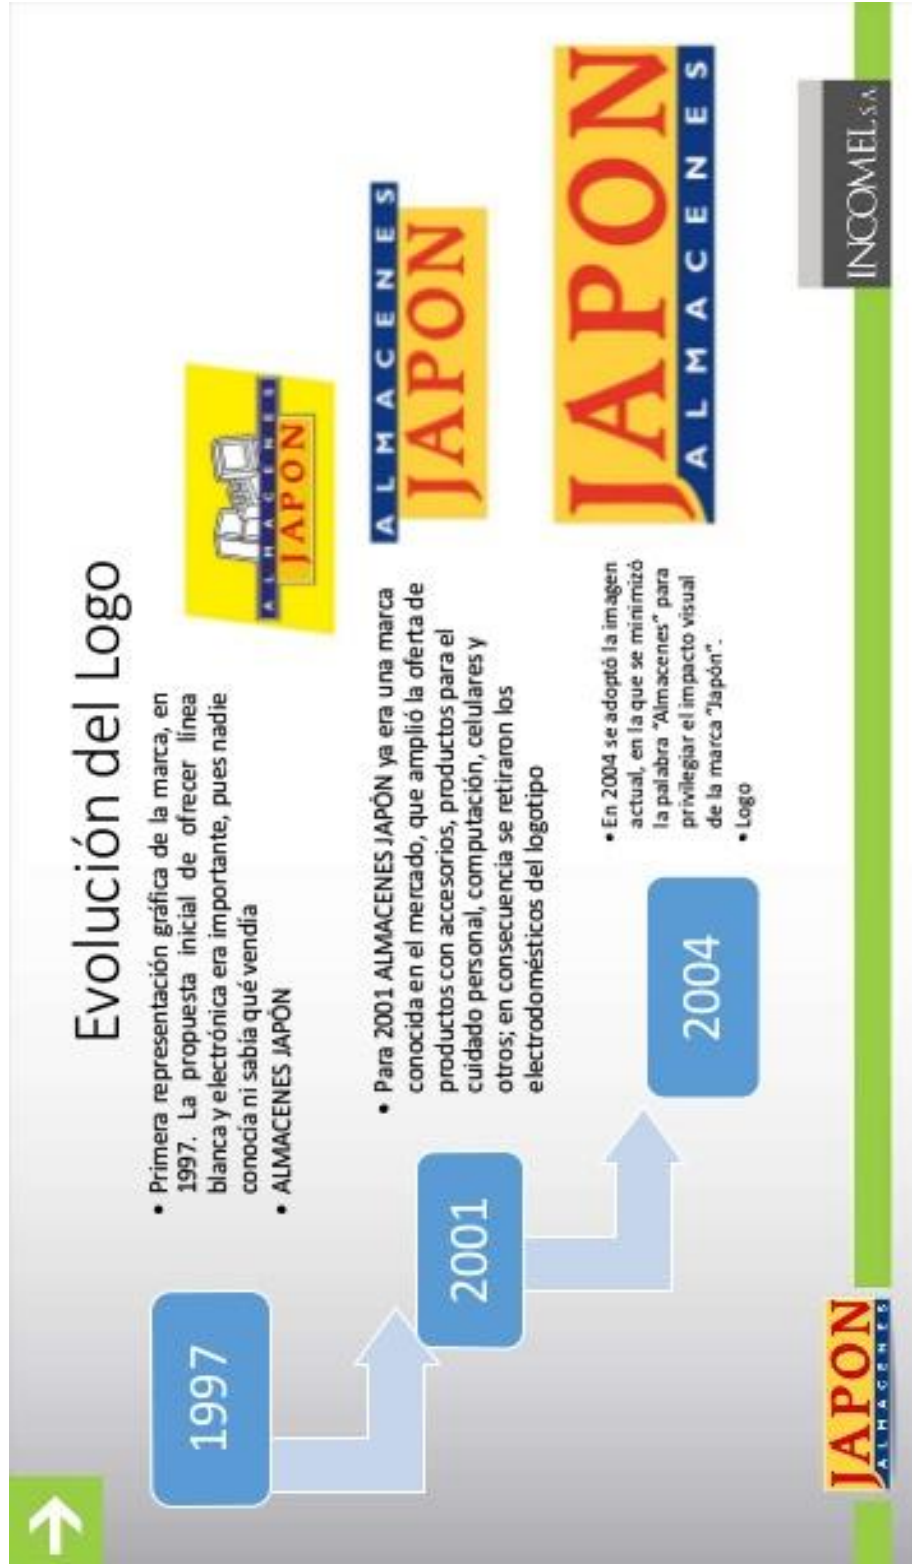 Evolución del Logo
1997
• Primera representación gráfica de la marca, en
1997. La propuesta inicial de ofrecer línea
blanca y electrónica era importante, pues nadie
conocía ni sabía qué vendía
• ALMACENES JAPÓN
ALMACENES
JAPON
2001
• Para 2001 ALMACENES JAPÓN ya era una marca
conocida en el mercado, que amplió la oferta de
productos con accesorios, productos para el
cuidado personal, computación, celulares y
otros; en consecuencia se retiraron los
electrodomésticos del logotipo
ALMACENES
JAPON
2004
• En 2004 se adoptó la imagen
actual, en la que se minimizó
la palabra "Almacenes" para
privilegiar el impacto visual
de la marca "Japón".
• Logo
JAPON
ALMACENES
JAPON
ALMACENES
INCOMEL S.A